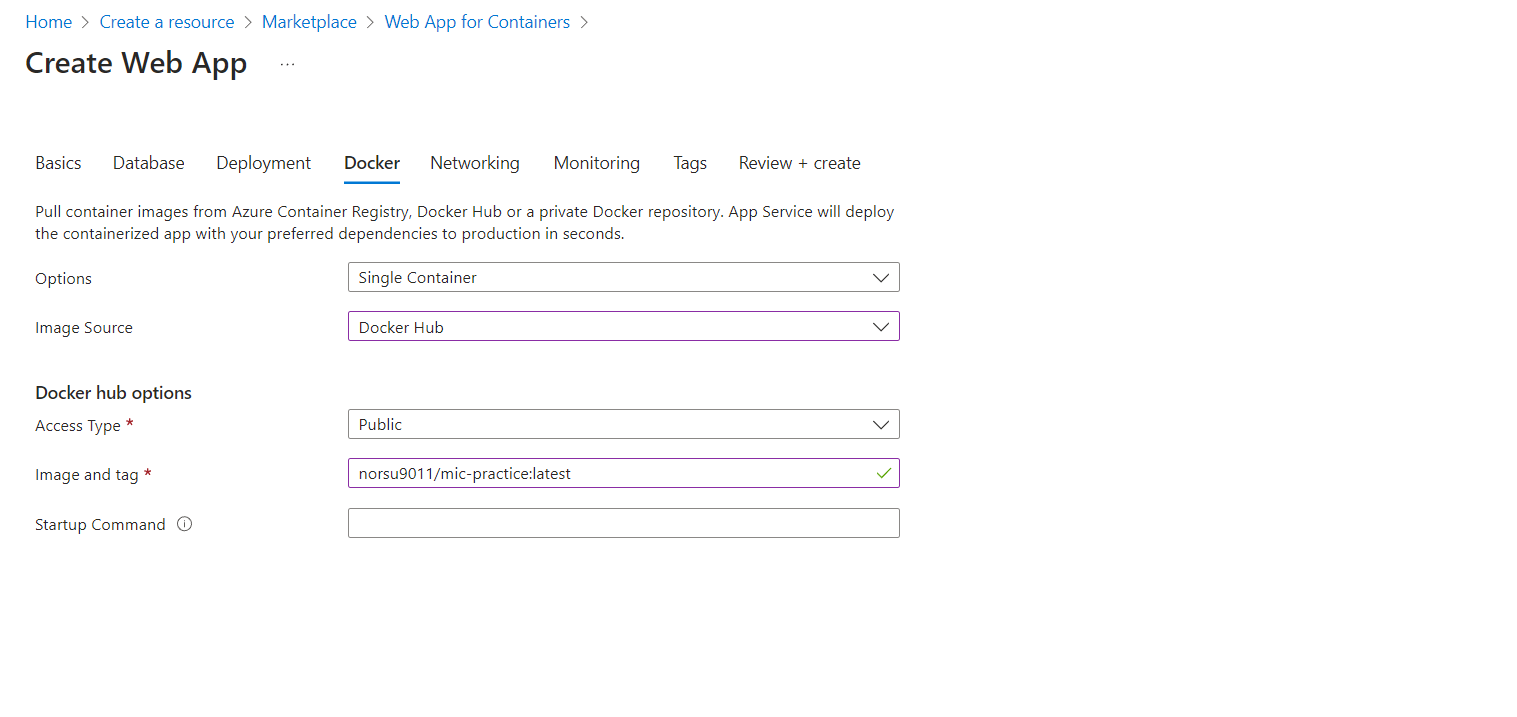 Home > Create a resource > Marketplace > Web App for Containers >
Create Web App ...
Basics Database Deployment Docker Networking Monitoring Tags Review + create
Pull container images from Azure Container Registry, Docker Hub or a private Docker repository. App Service will deploy
the containerized app with your preferred dependencies to production in seconds.
Options Single Container
Image Source Docker Hub
Docker hub options
Access Type * Public
Image and tag * norsu9011/mic-practice:latest
Startup Command